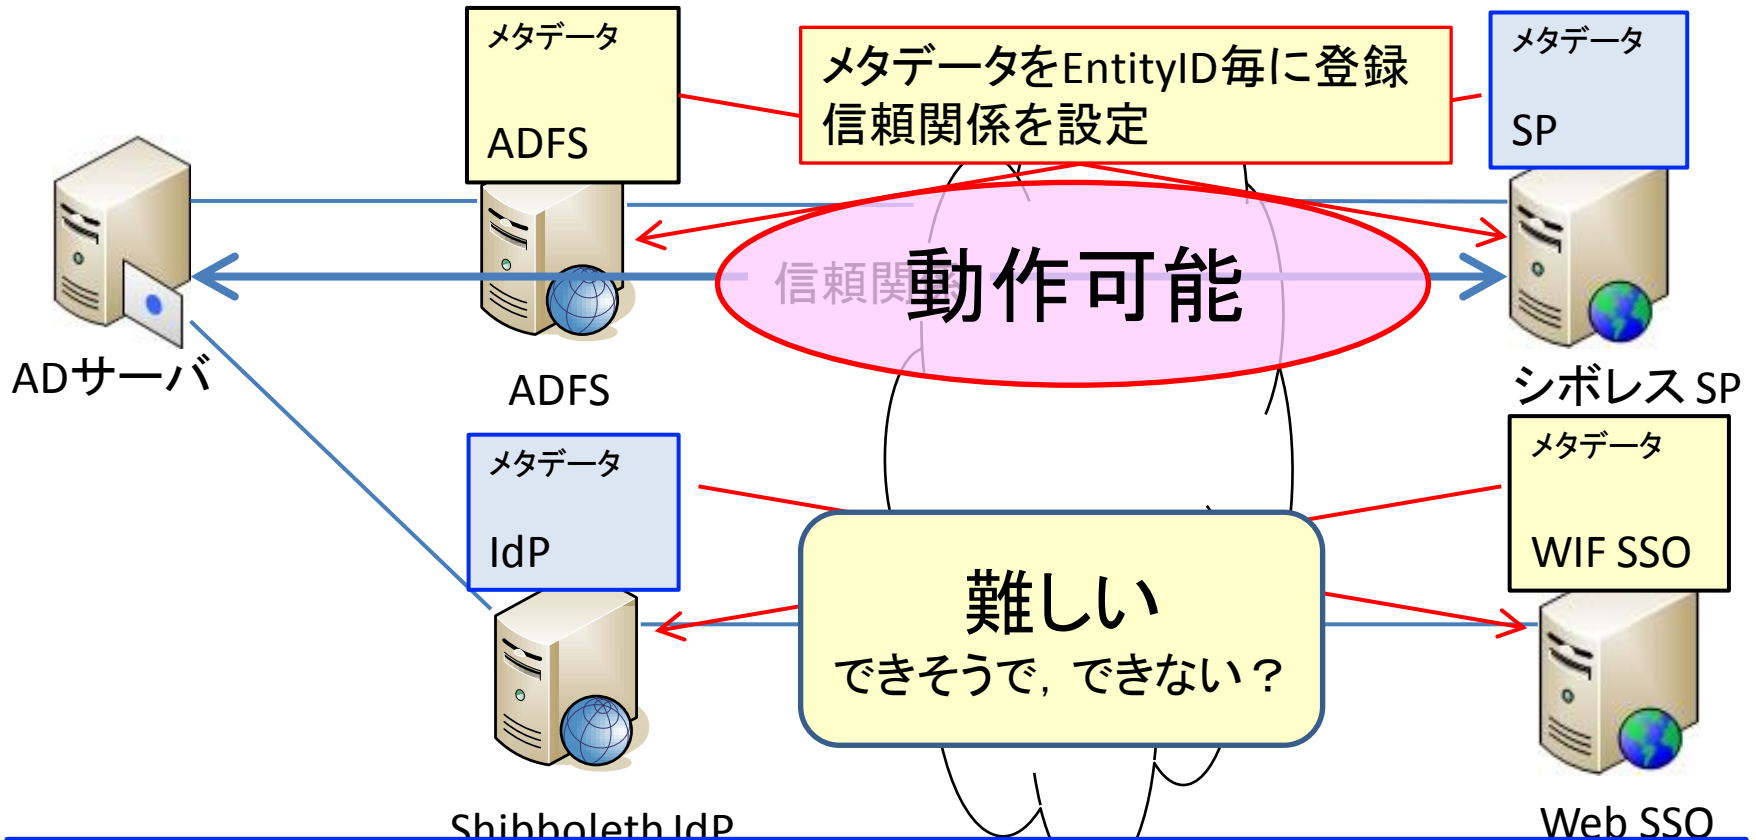 メタデータ
ADFS
メタデータをEntityID毎に登録
信頼関係を設定
メタデータ
SP
信頼関係
動作可能
ADサーバ
ADFS
シボレス SP
メタデータ
IdP
メタデータ
WIF SSO
難しい
できそうで，できない？
Shibboleth IdP
Web SSO